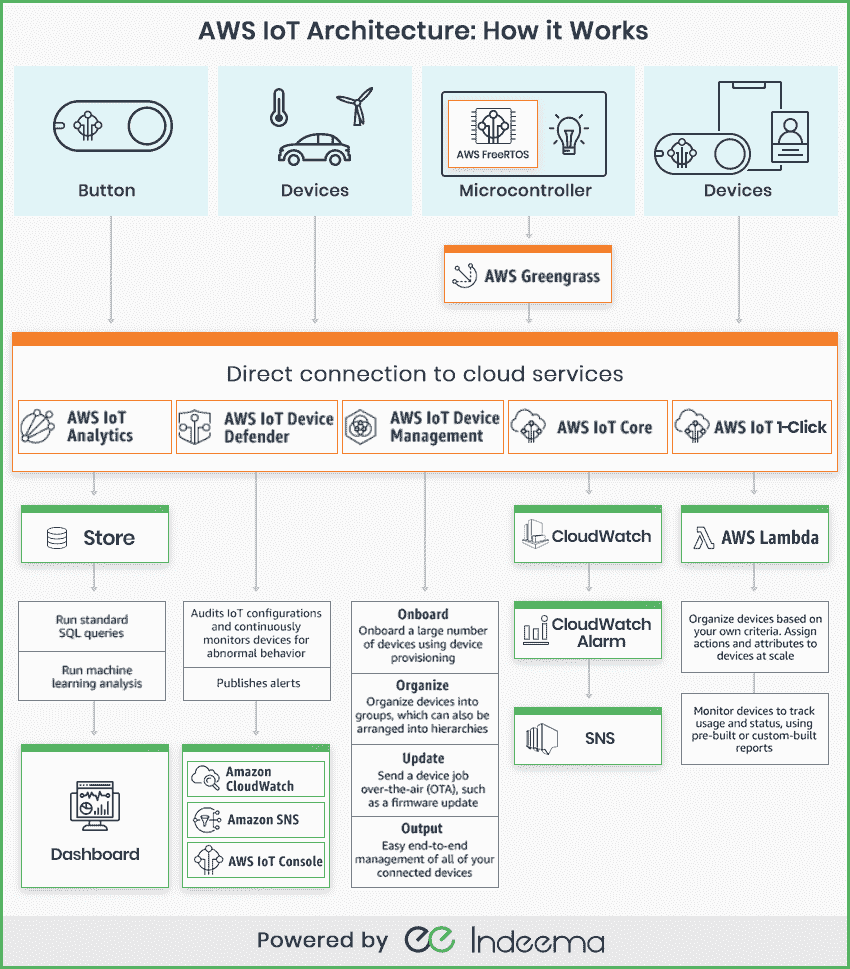 AWS IoT Architecture: How it Works
Button
Devices
AWS FreeRTOS
Microcontroller
Devices
AWS Greengrass
Direct connection to cloud services
AWS IoT
Analytics
AWS IoT Device
Defender
AWS IoT Device
Management
AWS IoT Core
AWS IoT 1-Click
Store
Run standard
SQL queries
Run machine
learning analysis
Dashboard
Audits IoT configurations
and continuously
monitors devices for
abnormal behavior
Publishes alerts
Amazon
CloudWatch
Amazon SNS
AWS IoT Console
Onboard
Onboard a large number
of devices using device
provisioning
Organize
Organize devices into
groups, which can also be
arranged into hierarchies
Update
Send a device job
over-the-air (OTA), such
as a firmware update
Output
Easy end-to-end
management of all of your
connected devices
CloudWatch
CloudWatch
Alarm
SNS
AWS Lambda
Organize devices based on
your own criteria. Assign
actions and attributes to
devices at scale
Monitor devices to track
usage and status, using
pre-built or custom-built
reports
Powered by Indeema